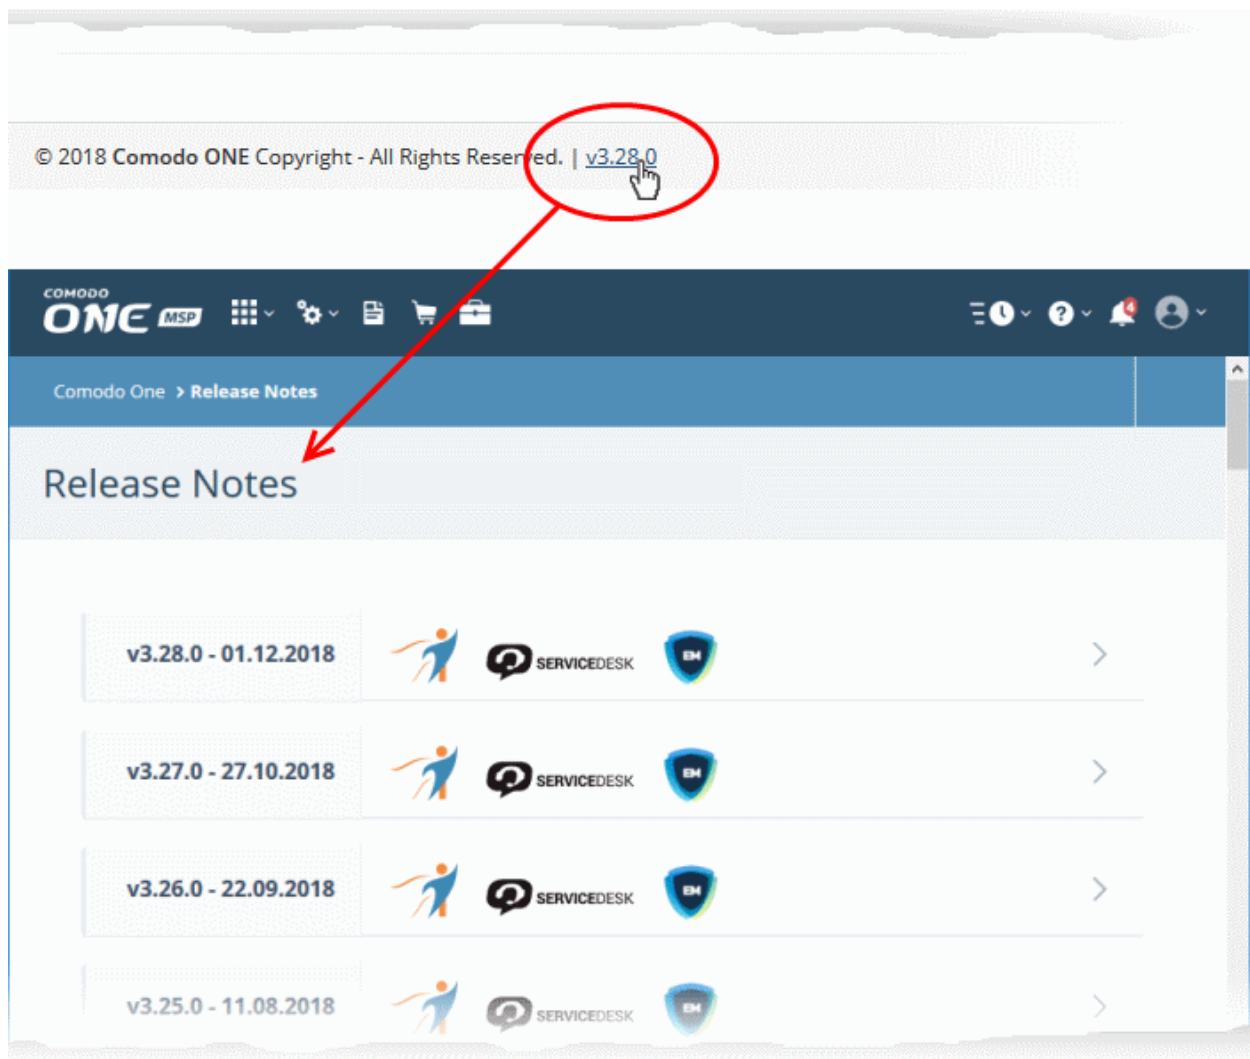 © 2018 Comodo ONE Copyright - All Rights Reserved. | v3.28.0
COMODO
ONE MSP
4
Comodo One > Release Notes
Release Notes
v3.28.0 - 01.12.2018 SERVICEDESK EM
v3.27.0 - 27.10.2018 SERVICEDESK EM
v3.26.0 - 22.09.2018 SERVICEDESK EM
v3.25.0 - 11.08.2018 SERVICEDESK EM